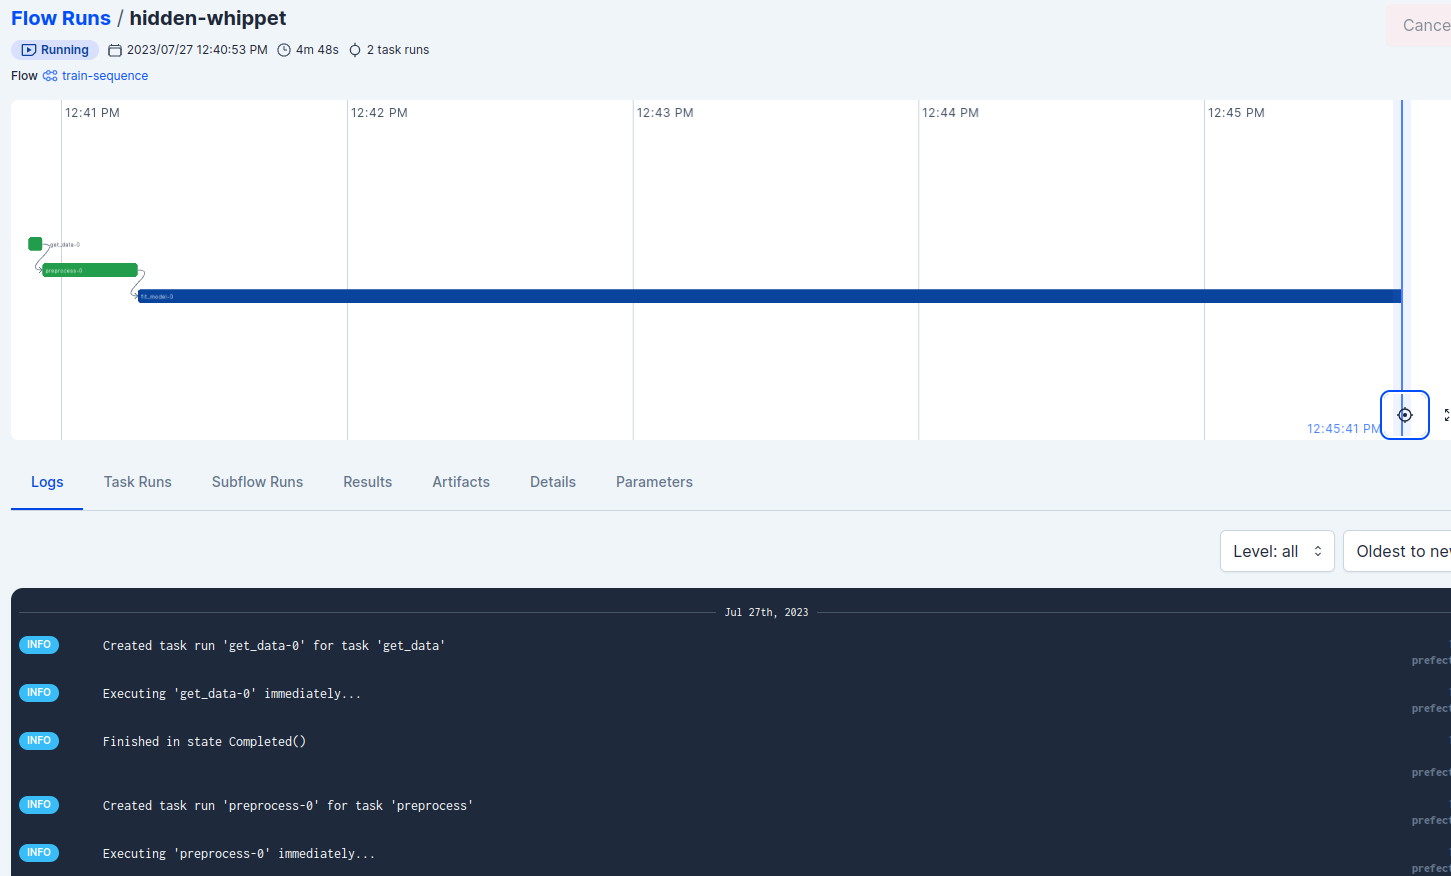 Flow Runs / hidden-whippet
Cance
Running 2023/07/27 12:40:53 PM 4m 48s 2 task runs
Flow train-sequence
12:41 PM 12:42 PM 12:43 PM 12:44 PM 12:45 PM
get_data-0
preprocess-0
fit_model-0
12:45:41 PM
Logs Task Runs Subflow Runs Results Artifacts Details Parameters
Level: all Oldest to ne
Jul 27th, 2023
INFO Created task run 'get_data-0' for task 'get_data'
prefect
INFO Executing 'get_data-0' immediately...
prefect
INFO Finished in state Completed()
prefect
INFO Created task run 'preprocess-0' for task 'preprocess'
prefect
INFO Executing 'preprocess-0' immediately...
prefect